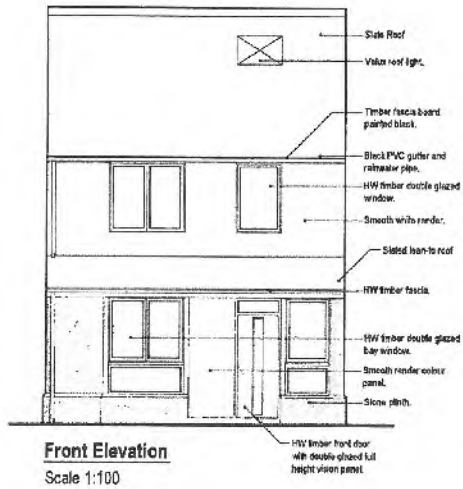 Slate Roof
Velux roof light.
Timber fascia board
painted black.
Black PVC gutter and
rainwater pipe.
HW timber double glazed
window.
Smooth white render.
Slated lean-to roof
HW timber fascia.
HW timber double glazed
bay window.
Smooth render colour
panel.
Stone plinth.
HW timber front door
with double glazed full
height vision panel.
Front Elevation
Scale 1:100